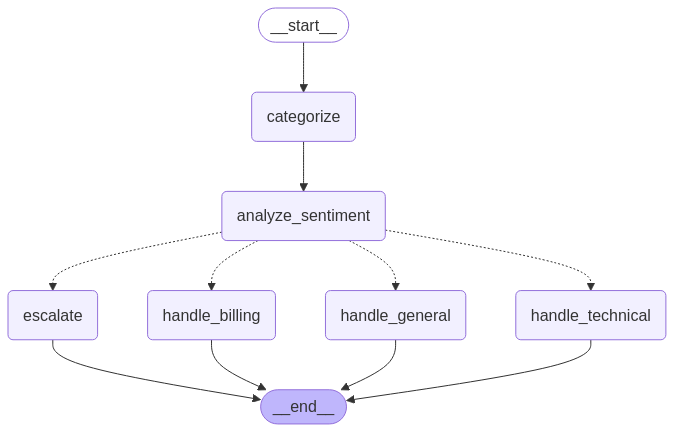 __start__
categorize
analyze_sentiment
escalate
handle_billing
handle_general
handle_technical
__end__